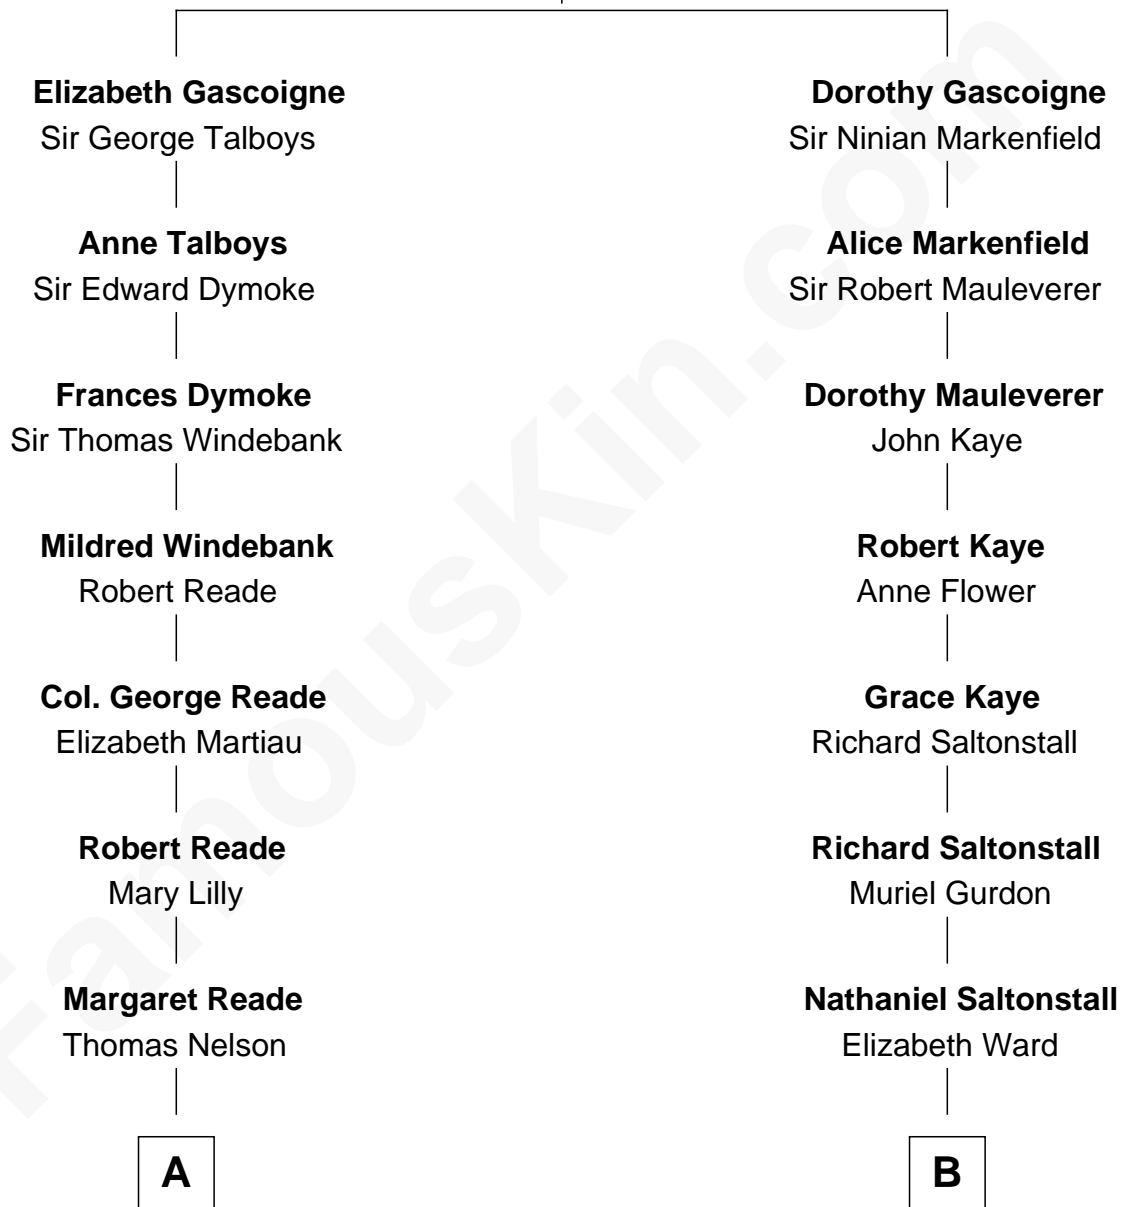 Elizabeth Gascoigne
Sir George Talboys
Anne Talboys
Sir Edward Dymoke
Frances Dymoke
Sir Thomas Windebank
Mildred Windebank
Robert Reade
Col. George Reade
Elizabeth Martiau
Robert Reade
Mary Lilly
Margaret Reade
Thomas Nelson
A
Dorothy Gascoigne
Sir Ninian Markenfield
Alice Markenfield
Sir Robert Mauleverer
Dorothy Mauleverer
John Kaye
Robert Kaye
Anne Flower
Grace Kaye
Richard Saltonstall
Richard Saltonstall
Muriel Gurdon
Nathaniel Saltonstall
Elizabeth Ward
B
FamousKin.com